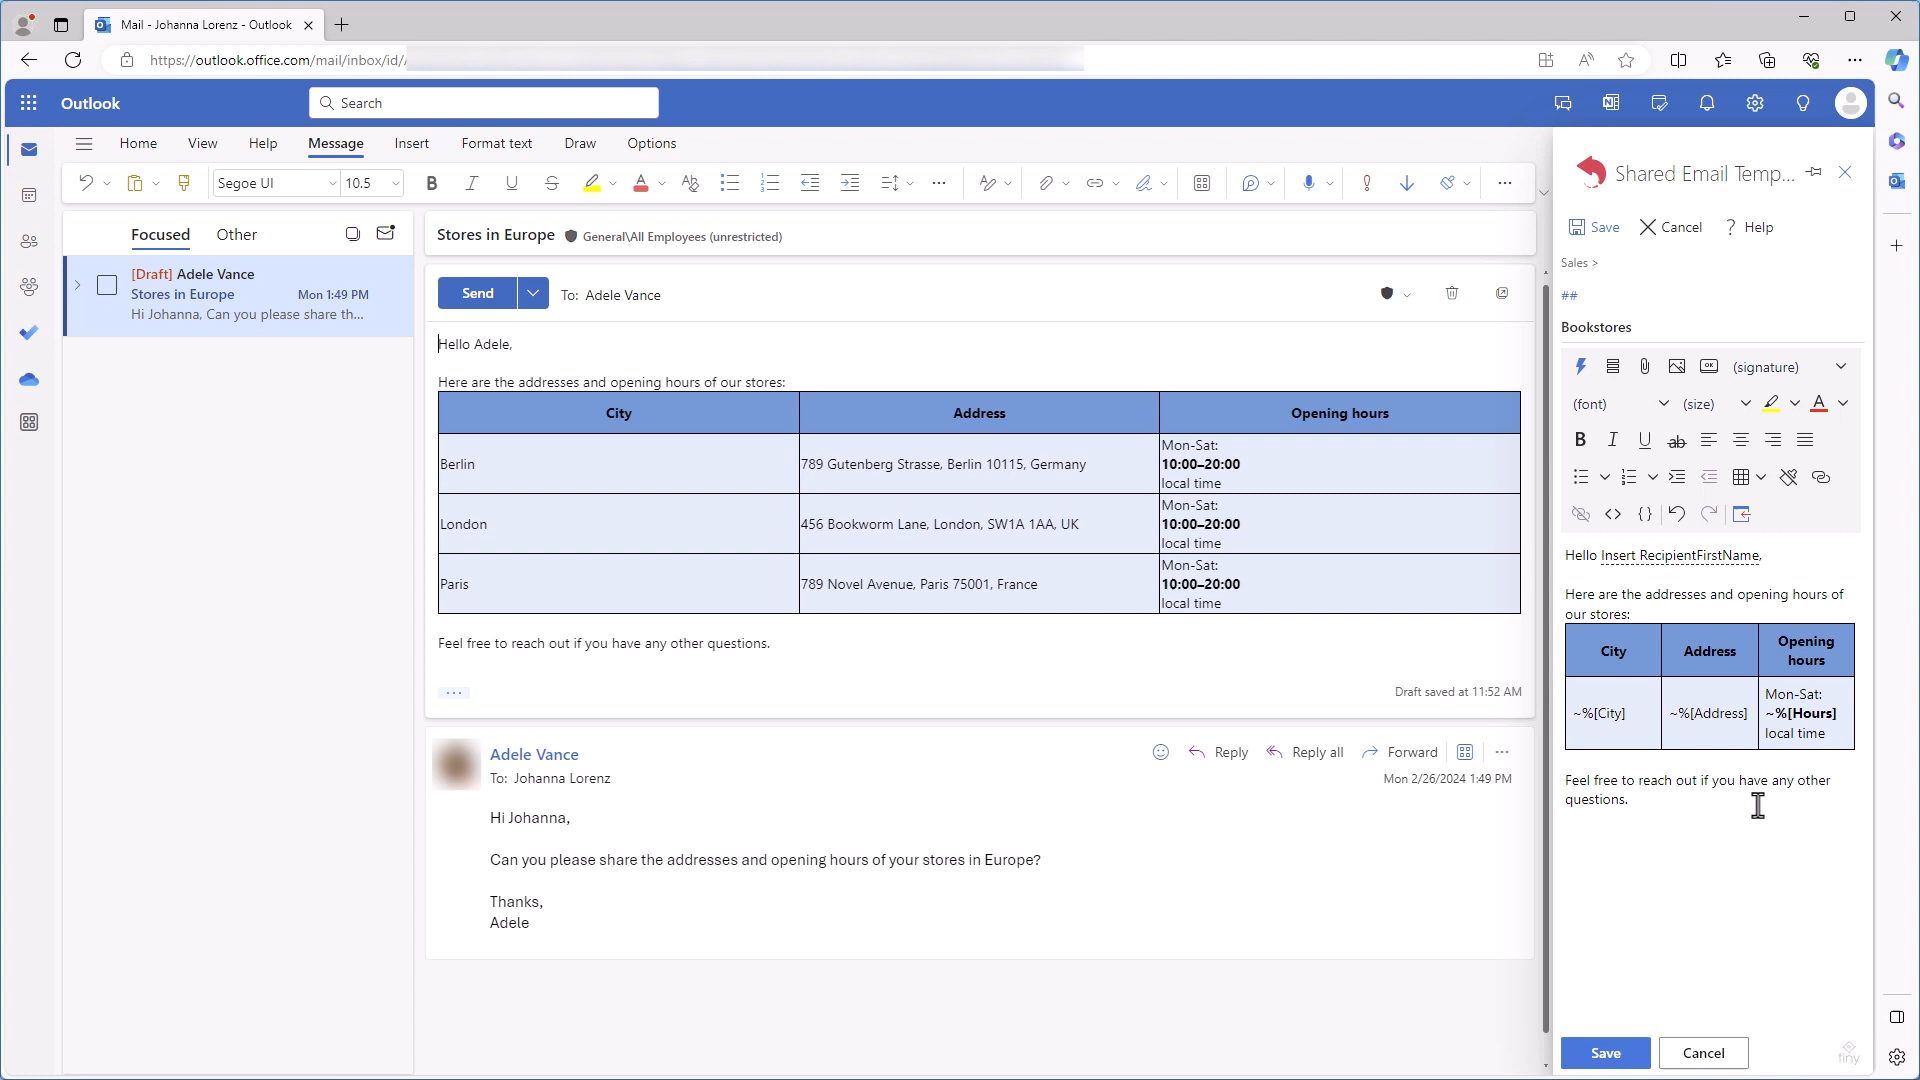 Mail - Johanna Lorenz - Outlook
https://outlook.office.com/mail/inbox/id/
Outlook
Search
Home View Help Message Insert Format text Draw Options
Segoe UI 10.5
Focused Other
[Draft] Adele Vance
Stores in Europe Mon 1:49 PM
Hi Johanna, Can you please share th...
Stores in Europe General\All Employees (unrestricted)
Send To: Adele Vance
Hello Adele,
Here are the addresses and opening hours of our stores:
City Address Opening hours
Berlin 789 Gutenberg Strasse, Berlin 10115, Germany Mon-Sat:
10:00–20:00
local time
London 456 Bookworm Lane, London, SW1A 1AA, UK Mon-Sat:
10:00–20:00
local time
Paris 789 Novel Avenue, Paris 75001, France Mon-Sat:
10:00–20:00
local time
Feel free to reach out if you have any other questions.
...
Draft saved at 11:52 AM
Adele Vance
Reply Reply all Forward
To: Johanna Lorenz
Mon 2/26/2024 1:49 PM
Hi Johanna,
Can you please share the addresses and opening hours of your stores in Europe?
Thanks,
Adele
Shared Email Temp...
Save Cancel ? Help
Sales >
##
Bookstores
(signature)
(font) (size)
Hello Insert RecipientFirstName,
Here are the addresses and opening hours of
our stores:
City Address Opening
hours
~%[City] ~%[Address] Mon-Sat:
~%[Hours]
local time
Feel free to reach out if you have any other
questions.
Save Cancel
tiny